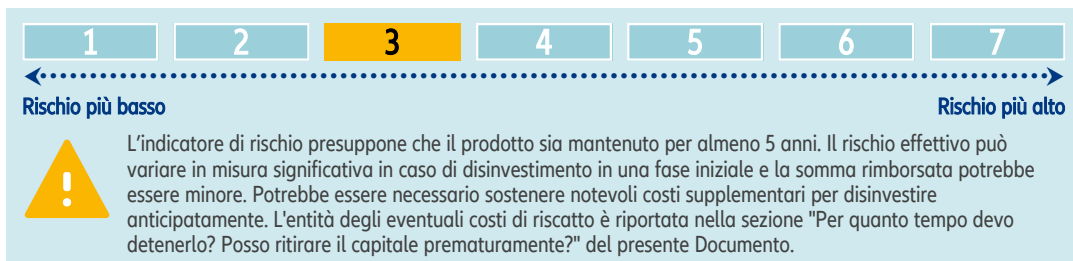 1 2 3 4 5 6 7
Rischio più basso Rischio più alto
L'indicatore di rischio presuppone che il prodotto sia mantenuto per almeno 5 anni. Il rischio effettivo può
variare in misura significativa in caso di disinvestimento in una fase iniziale e la somma rimborsata potrebbe
essere minore. Potrebbe essere necessario sostenere notevoli costi supplementari per disinvestire
anticipatamente. L'entità degli eventuali costi di riscatto è riportata nella sezione "Per quanto tempo devo
detenerlo? Posso ritirare il capitale prematuramente?" del presente Documento.